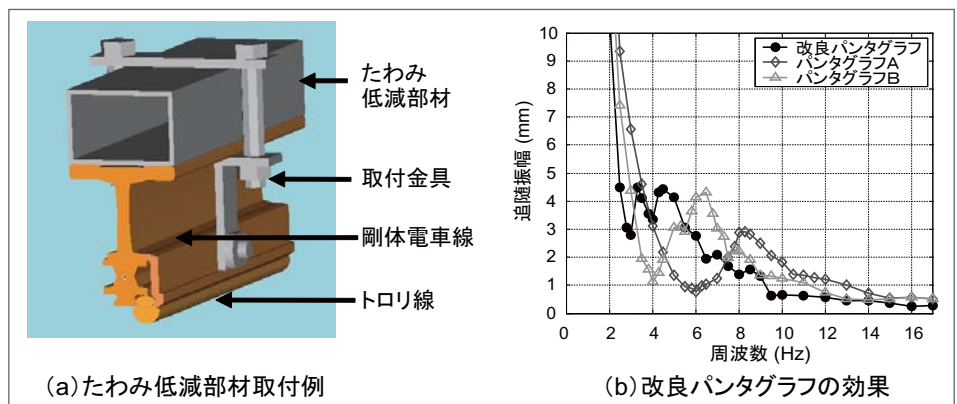 たわみ
低減部材
取付金具
剛体電車線
トロリ線
(a)たわみ低減部材取付例
改良パンタグラフ
パンタグラフA
パンタグラフB
追随振幅 (mm)
10
9
8
7
6
5
4
3
2
1
0
0 2 4 6 8 10 12 14 16
周波数 (Hz)
(b)改良パンタグラフの効果